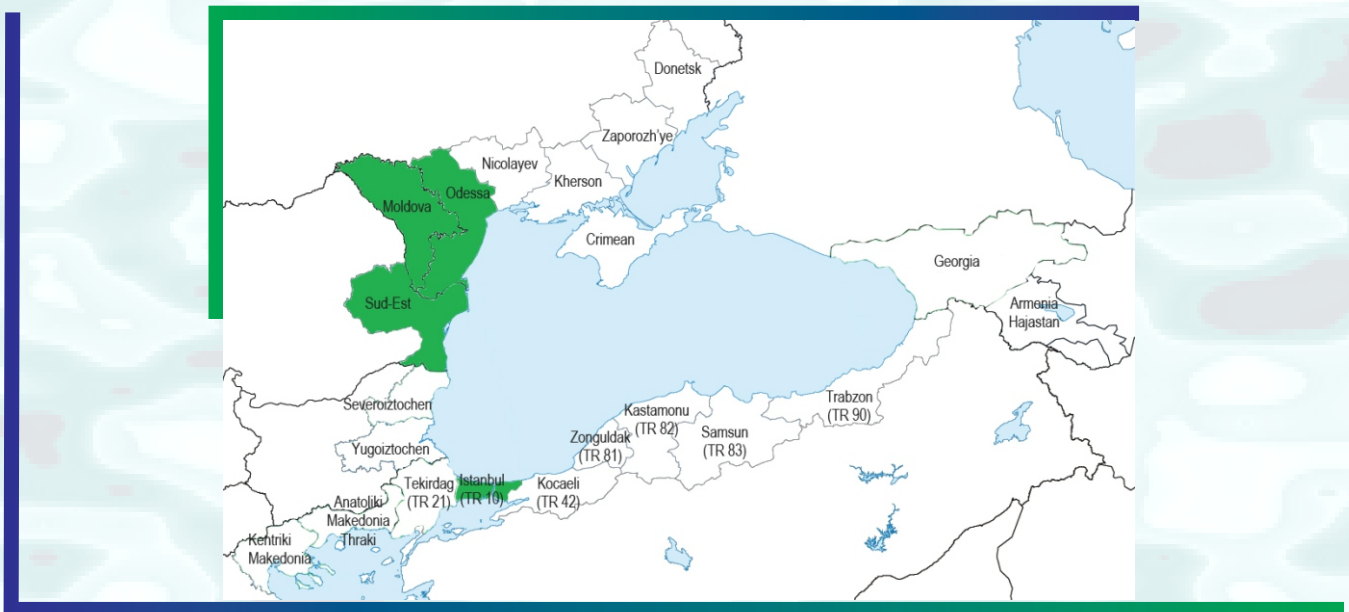 Donetsk
Zaporozh'ye
Nicolayev
Kherson
Odessa
Moldova
Crimean
Georgia
Sud-Est
Armenia
Hajastan
Severoiztochen
Trabzon
(TR 90)
Kastamonu
(TR 82)
Samsun
(TR 83)
Zonguldak
(TR 81)
Yugoiztochen
Tekirdag
(TR 21)
Istanbul
(TR 10)
Kocaeli
(TR 42)
Anatoliki
Makedonia
Thraki
Kentriki
Makedonia